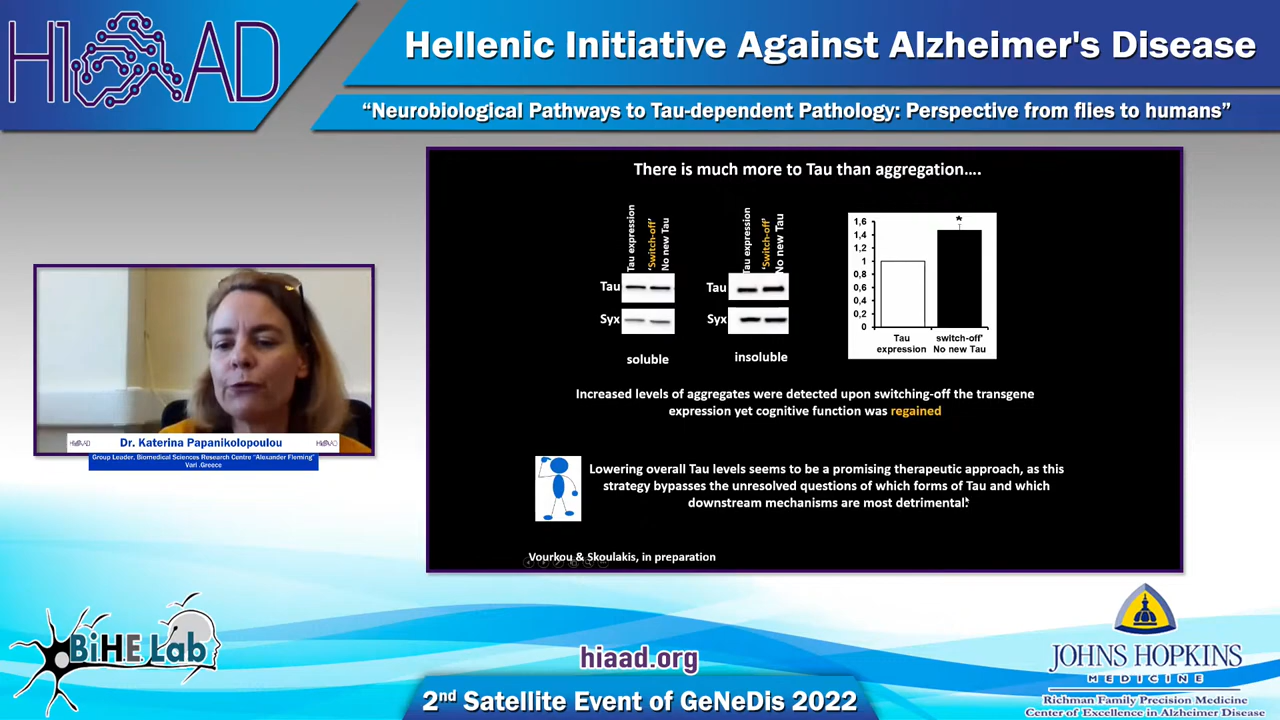 HIAAD
Hellenic Initiative Against Alzheimer's Disease
“Neurobiological Pathways to Tau-dependent Pathology: Perspective from flies to humans”
There is much more to Tau than aggregation….
Tau expression
'Switch-off'
No new Tau
Tau expression
'Switch-off'
No new Tau
Tau
Syx
soluble
Tau
Syx
insoluble
*
1,6
1,4
1,2
1
0,8
0,6
0,4
0,2
0
Tau
expression
switch-off'
No new Tau
Increased levels of aggregates were detected upon switching-off the transgene
expression yet cognitive function was regained
Lowering overall Tau levels seems to be a promising therapeutic approach, as this
strategy bypasses the unresolved questions of which forms of Tau and which
downstream mechanisms are most detrimental.
Vourkou & Skoulakis, in preparation
HIAAD
Dr. Katerina Papanikolopoulou
HIAAD
Group Leader, Biomedical Sciences Research Centre "Alexander Fleming"
Vari .Greece
BiHE Lab
hiaad.org
2nd Satellite Event of GeNeDis 2022
JOHNS HOPKINS
MEDICINE
Richman Family Precision Medicine
Center of Excellence in Alzheimer Disease